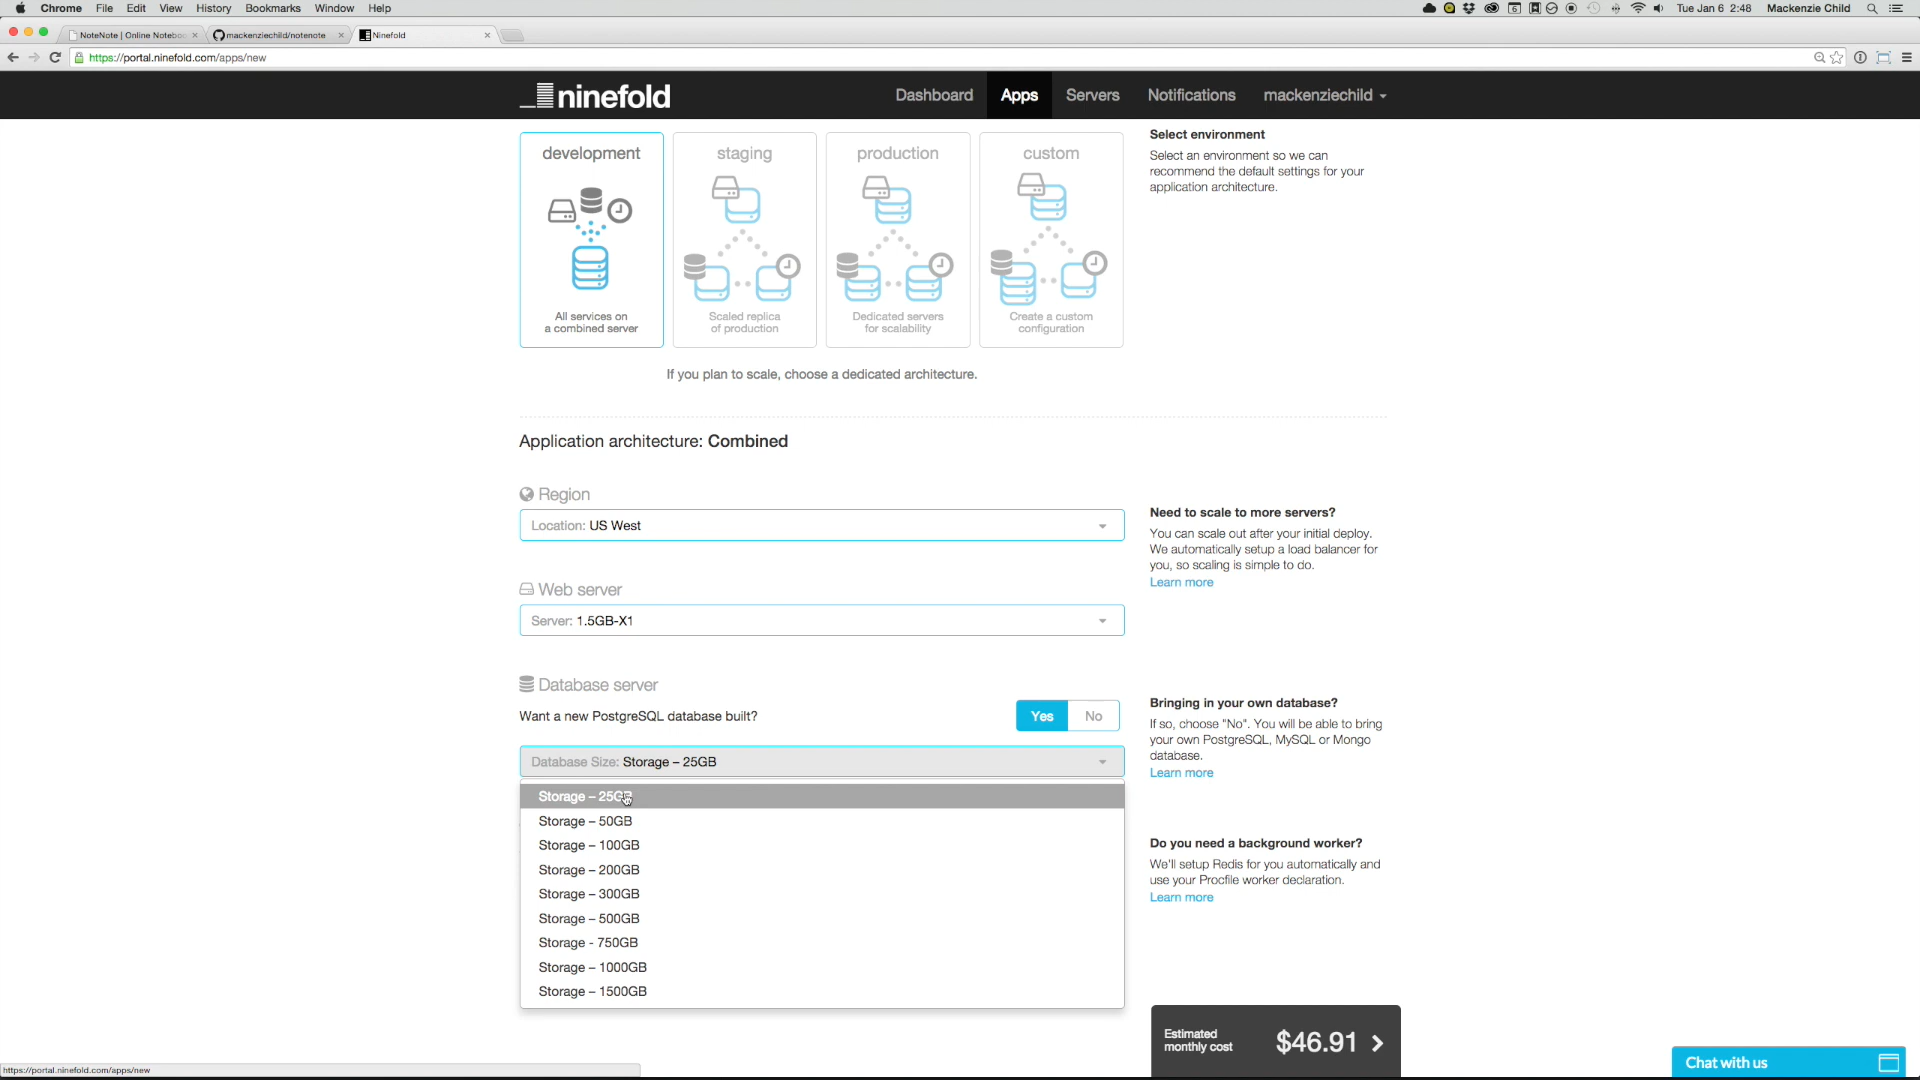 Chrome File Edit View History Bookmarks Window Help
Tue Jan 6 2:48 Mackenzie Child
NoteNote | Online Noteboo
mackenziechild/notenote
Ninefold
https://portal.ninefold.com/apps/new
ninefold
Dashboard Apps Servers Notifications mackenziechild
development
All services on
a combined server
staging
Scaled replica
of production
production
Dedicated servers
for scalability
custom
Create a custom
configuration
Select environment
Select an environment so we can
recommend the default settings for your
application architecture.
If you plan to scale, choose a dedicated architecture.
Application architecture: Combined
Region
Location: US West
Need to scale to more servers?
You can scale out after your initial deploy.
We automatically setup a load balancer for
you, so scaling is simple to do.
Learn more
Web server
Server: 1.5GB-X1
Database server
Want a new PostgreSQL database built?
Yes No
Bringing in your own database?
If so, choose "No". You will be able to bring
your own PostgreSQL, MySQL or Mongo
database.
Learn more
Database Size: Storage – 25GB
Storage – 25GB
Storage – 50GB
Storage – 100GB
Storage – 200GB
Storage – 300GB
Storage – 500GB
Storage - 750GB
Storage – 1000GB
Storage – 1500GB
Do you need a background worker?
We'll setup Redis for you automatically and
use your Procfile worker declaration.
Learn more
Estimated
monthly cost
$46.91
Chat with us
https://portal.ninefold.com/apps/new